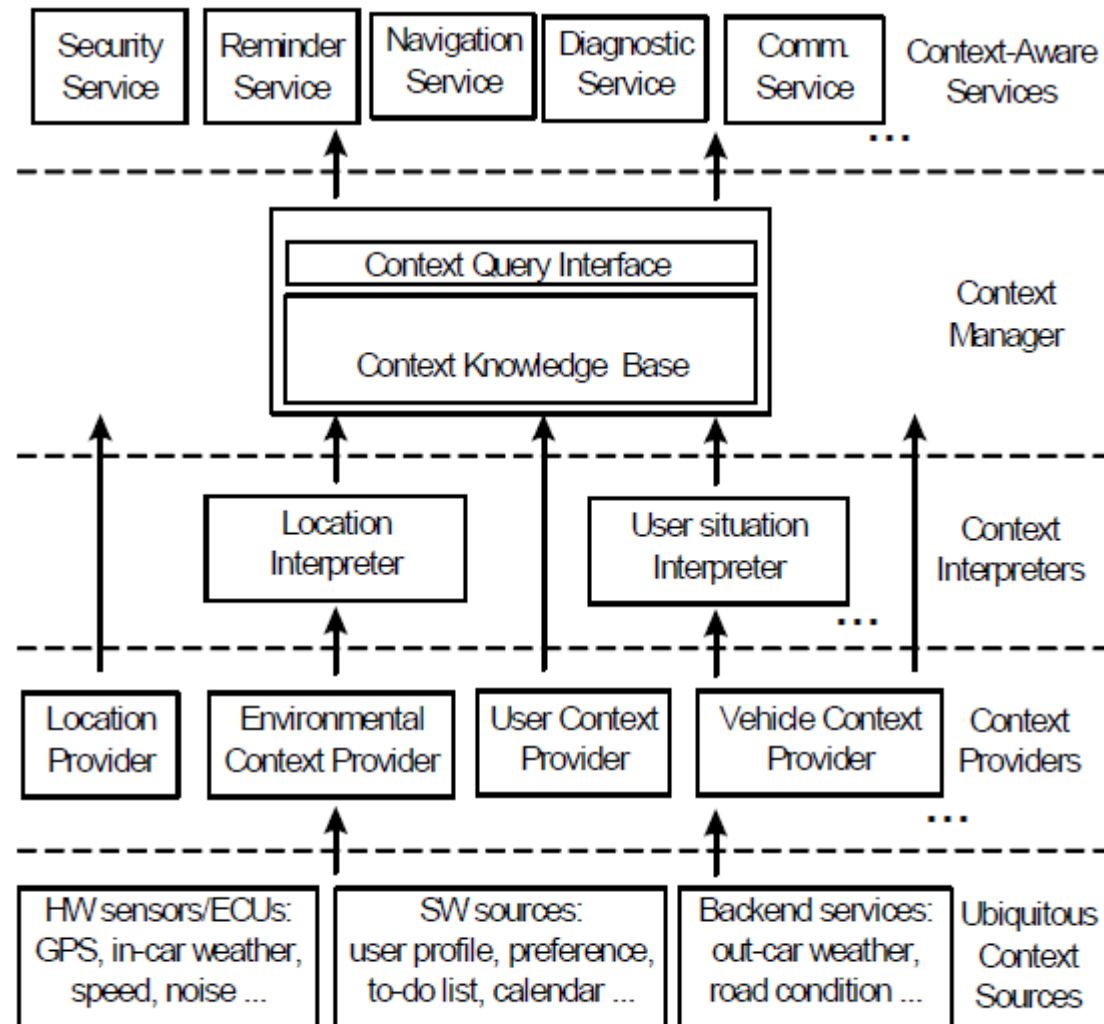 Security
Service
Reminder
Service
Navigation
Service
Diagnostic
Service
Comm.
Service
...
Context-Aware
Services
Context Query Interface
Context Knowledge Base
Context
Manager
Location
Interpreter
User situation
Interpreter
...
Context
Interpreters
Location
Provider
Environmental
Context Provider
User Context
Provider
Vehicle Context
Provider
...
Context
Providers
HW sensors/ECUs:
GPS, in-car weather,
speed, noise ...
SW sources:
user profile, preference,
to-do list, calendar ...
Backend services:
out-car weather,
road condition ...
Ubiquitous
Context
Sources